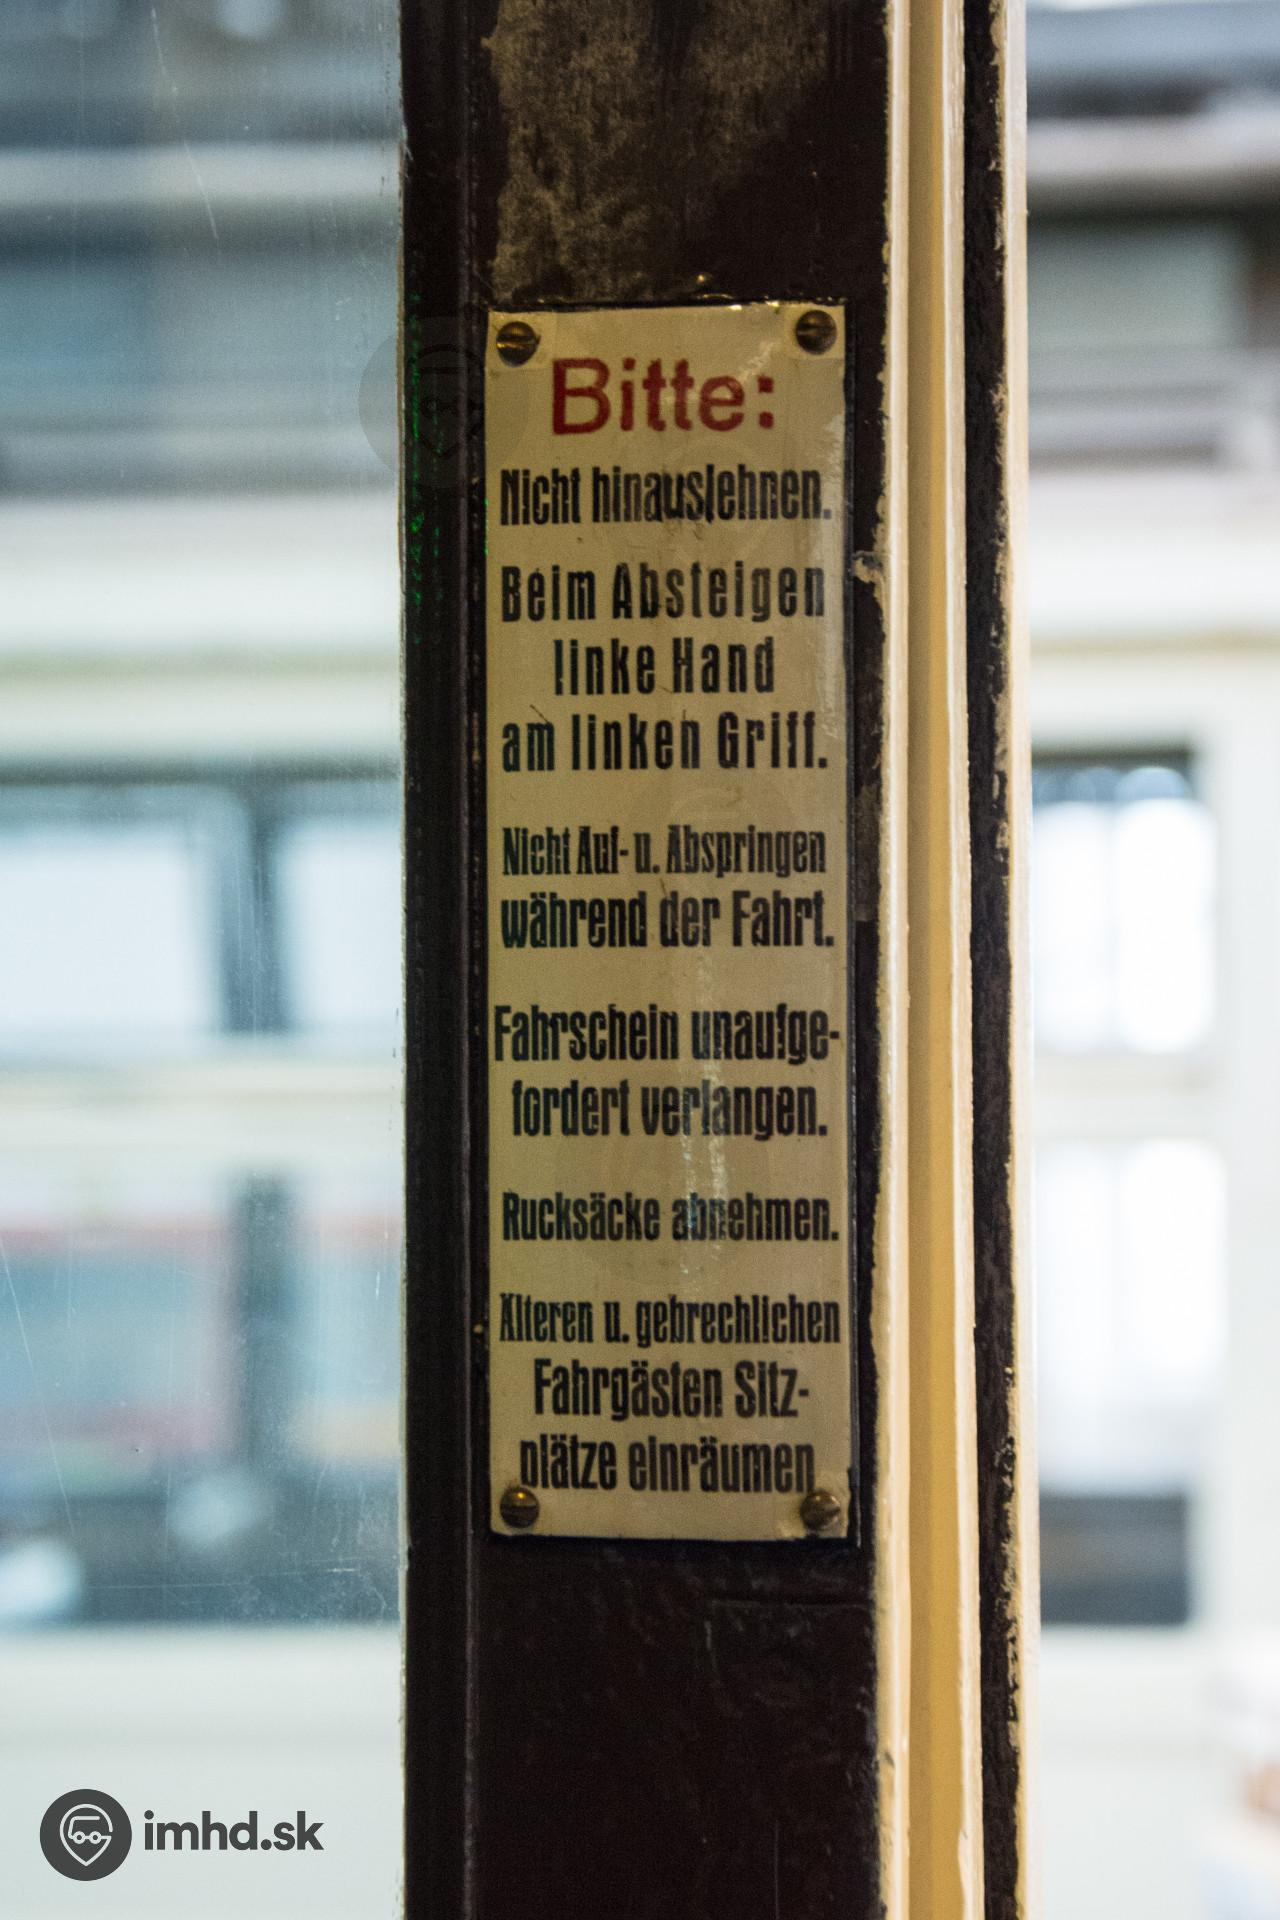 Bitte:
Nicht hinauslehnen.
Beim Absteigen
linke Hand
am linken Griff.
Nicht Auf- u. Abspringen
während der Fahrt.
Fahrschein unaufge-
fordert verlangen.
Rucksäcke abnehmen.
Älteren u. gebrechlichen
Fahrgästen Sitz-
plätze einräumen
imhd.sk